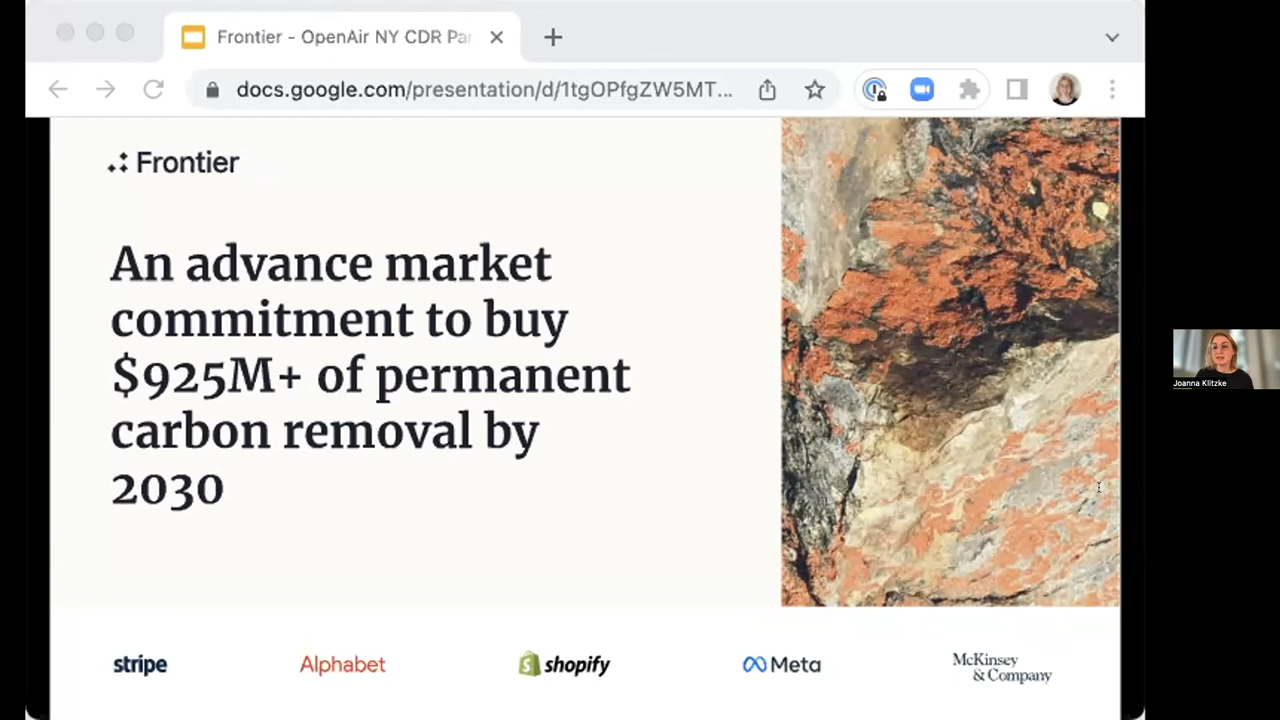 Frontier - OpenAir NY CDR Par
docs.google.com/presentation/d/1tgOPfgZW5MT...
Frontier
An advance market
commitment to buy
$925M+ of permanent
carbon removal by
2030
Joanna Klitzke
stripe
Alphabet
shopify
Meta
McKinsey
& Company